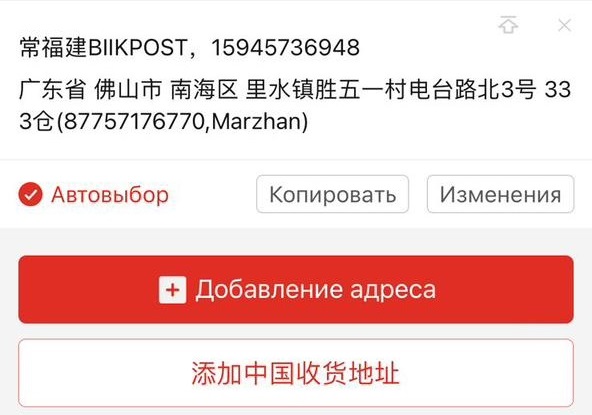 常福建BIIKPOST，15945736948
广东省 佛山市 南海区 里水镇胜五一村电台路北3号 33
3仓(87757176770,Marzhan)
Автовыбор
Копировать
Изменения
Добавление адреса
添加中国收货地址